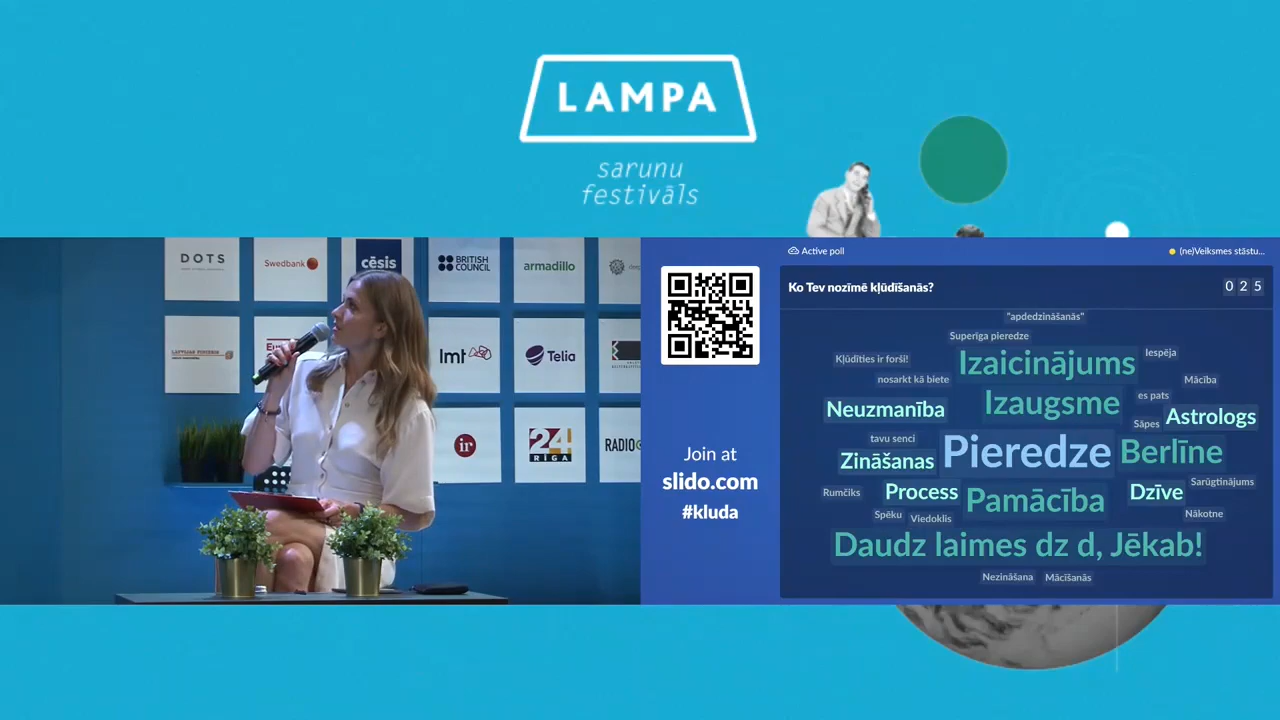 LAMPA
sarunu
festivāls
DOTS
Swedbank
cēsis
BRITISH
COUNCIL
armadillo
lmt
Telia
ir
24
RĪGA
RADIO
Join at
slido.com
#kluda
Active poll
(ne)Veiksmes stāstu...
Ko Tev nozīmē kļūdīšanās?
0 2 5
"apdedzināšanās"
Superīga pieredze
Kļūdīties ir forši!
Izaicinājums
Iespēja
nosarkt kā biete
Mācība
Neuzmanība
Izaugsme
es pats
Sāpes
Astrologs
tavu senci
Zināšanas
Pieredze
Berlīne
Rumčiks
Process
Pamācība
Dzīve
Sarūgtinājums
Spēku
Viedoklis
Nākotne
Daudz laimes dz d, Jēkab!
Nezināšana
Mācīšanās